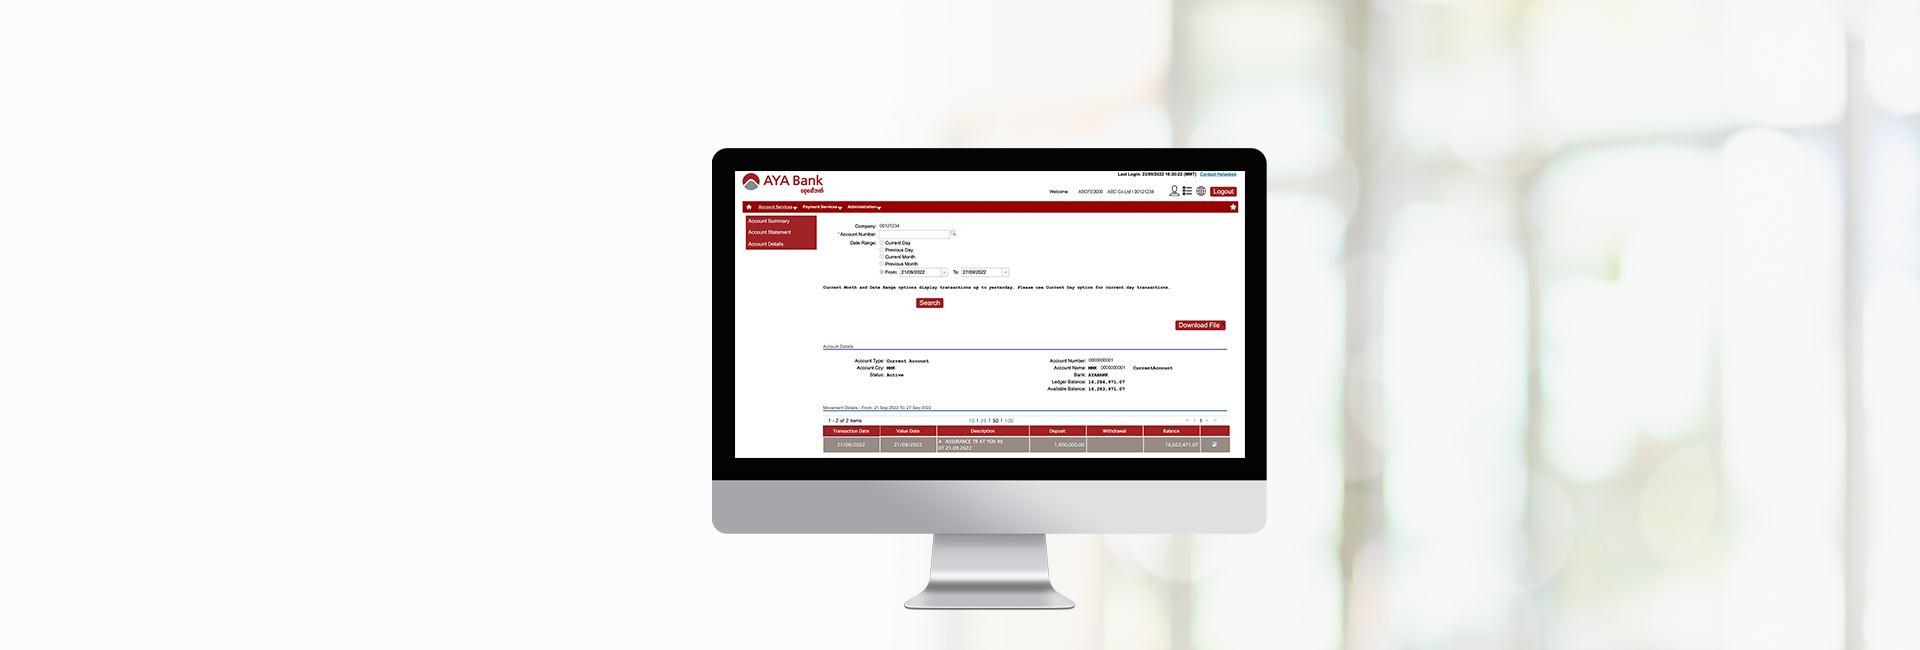 Last Login: 23/09/2022 16:30:22 (MMT) Contact Helpdesk
AYA Bank
Welcome: ASCFE0000 ABC Co.Ltd / 00121234 Logout
Account Services Payment Services Administration
Account Summary
Account Statement
Account Details
Company: 00121234
* Account Number:
Date Range: Current Day
Previous Day
Current Month
Previous Month
From: 21/09/2022 To: 27/09/2022
Current Month and Date Range options display transactions up to yesterday. Please use Current Day option for current day transactions.
Search
Download File
Account Details
Account Type: Current Account
Account Ccy: MMK
Status: Active
Account Number: 0000000001
Account Name: MMK 0000000001 CurrentAccount
Bank: AYABANK
Ledger Balance: 16,294,971.07
Available Balance: 16,293,971.07
Movement Details - From: 21 Sep 2022 To: 27 Sep 2022
1 - 2 of 2 items 10 | 25 | 50 | 100 1
Transaction Date Value Date Description Deposit Withdrawal Balance
21/09/2022 21/09/2022 A ASSURANCE TR AT YGN 93 1,950,000.00 16,022,471.07
DT 21.09.2022